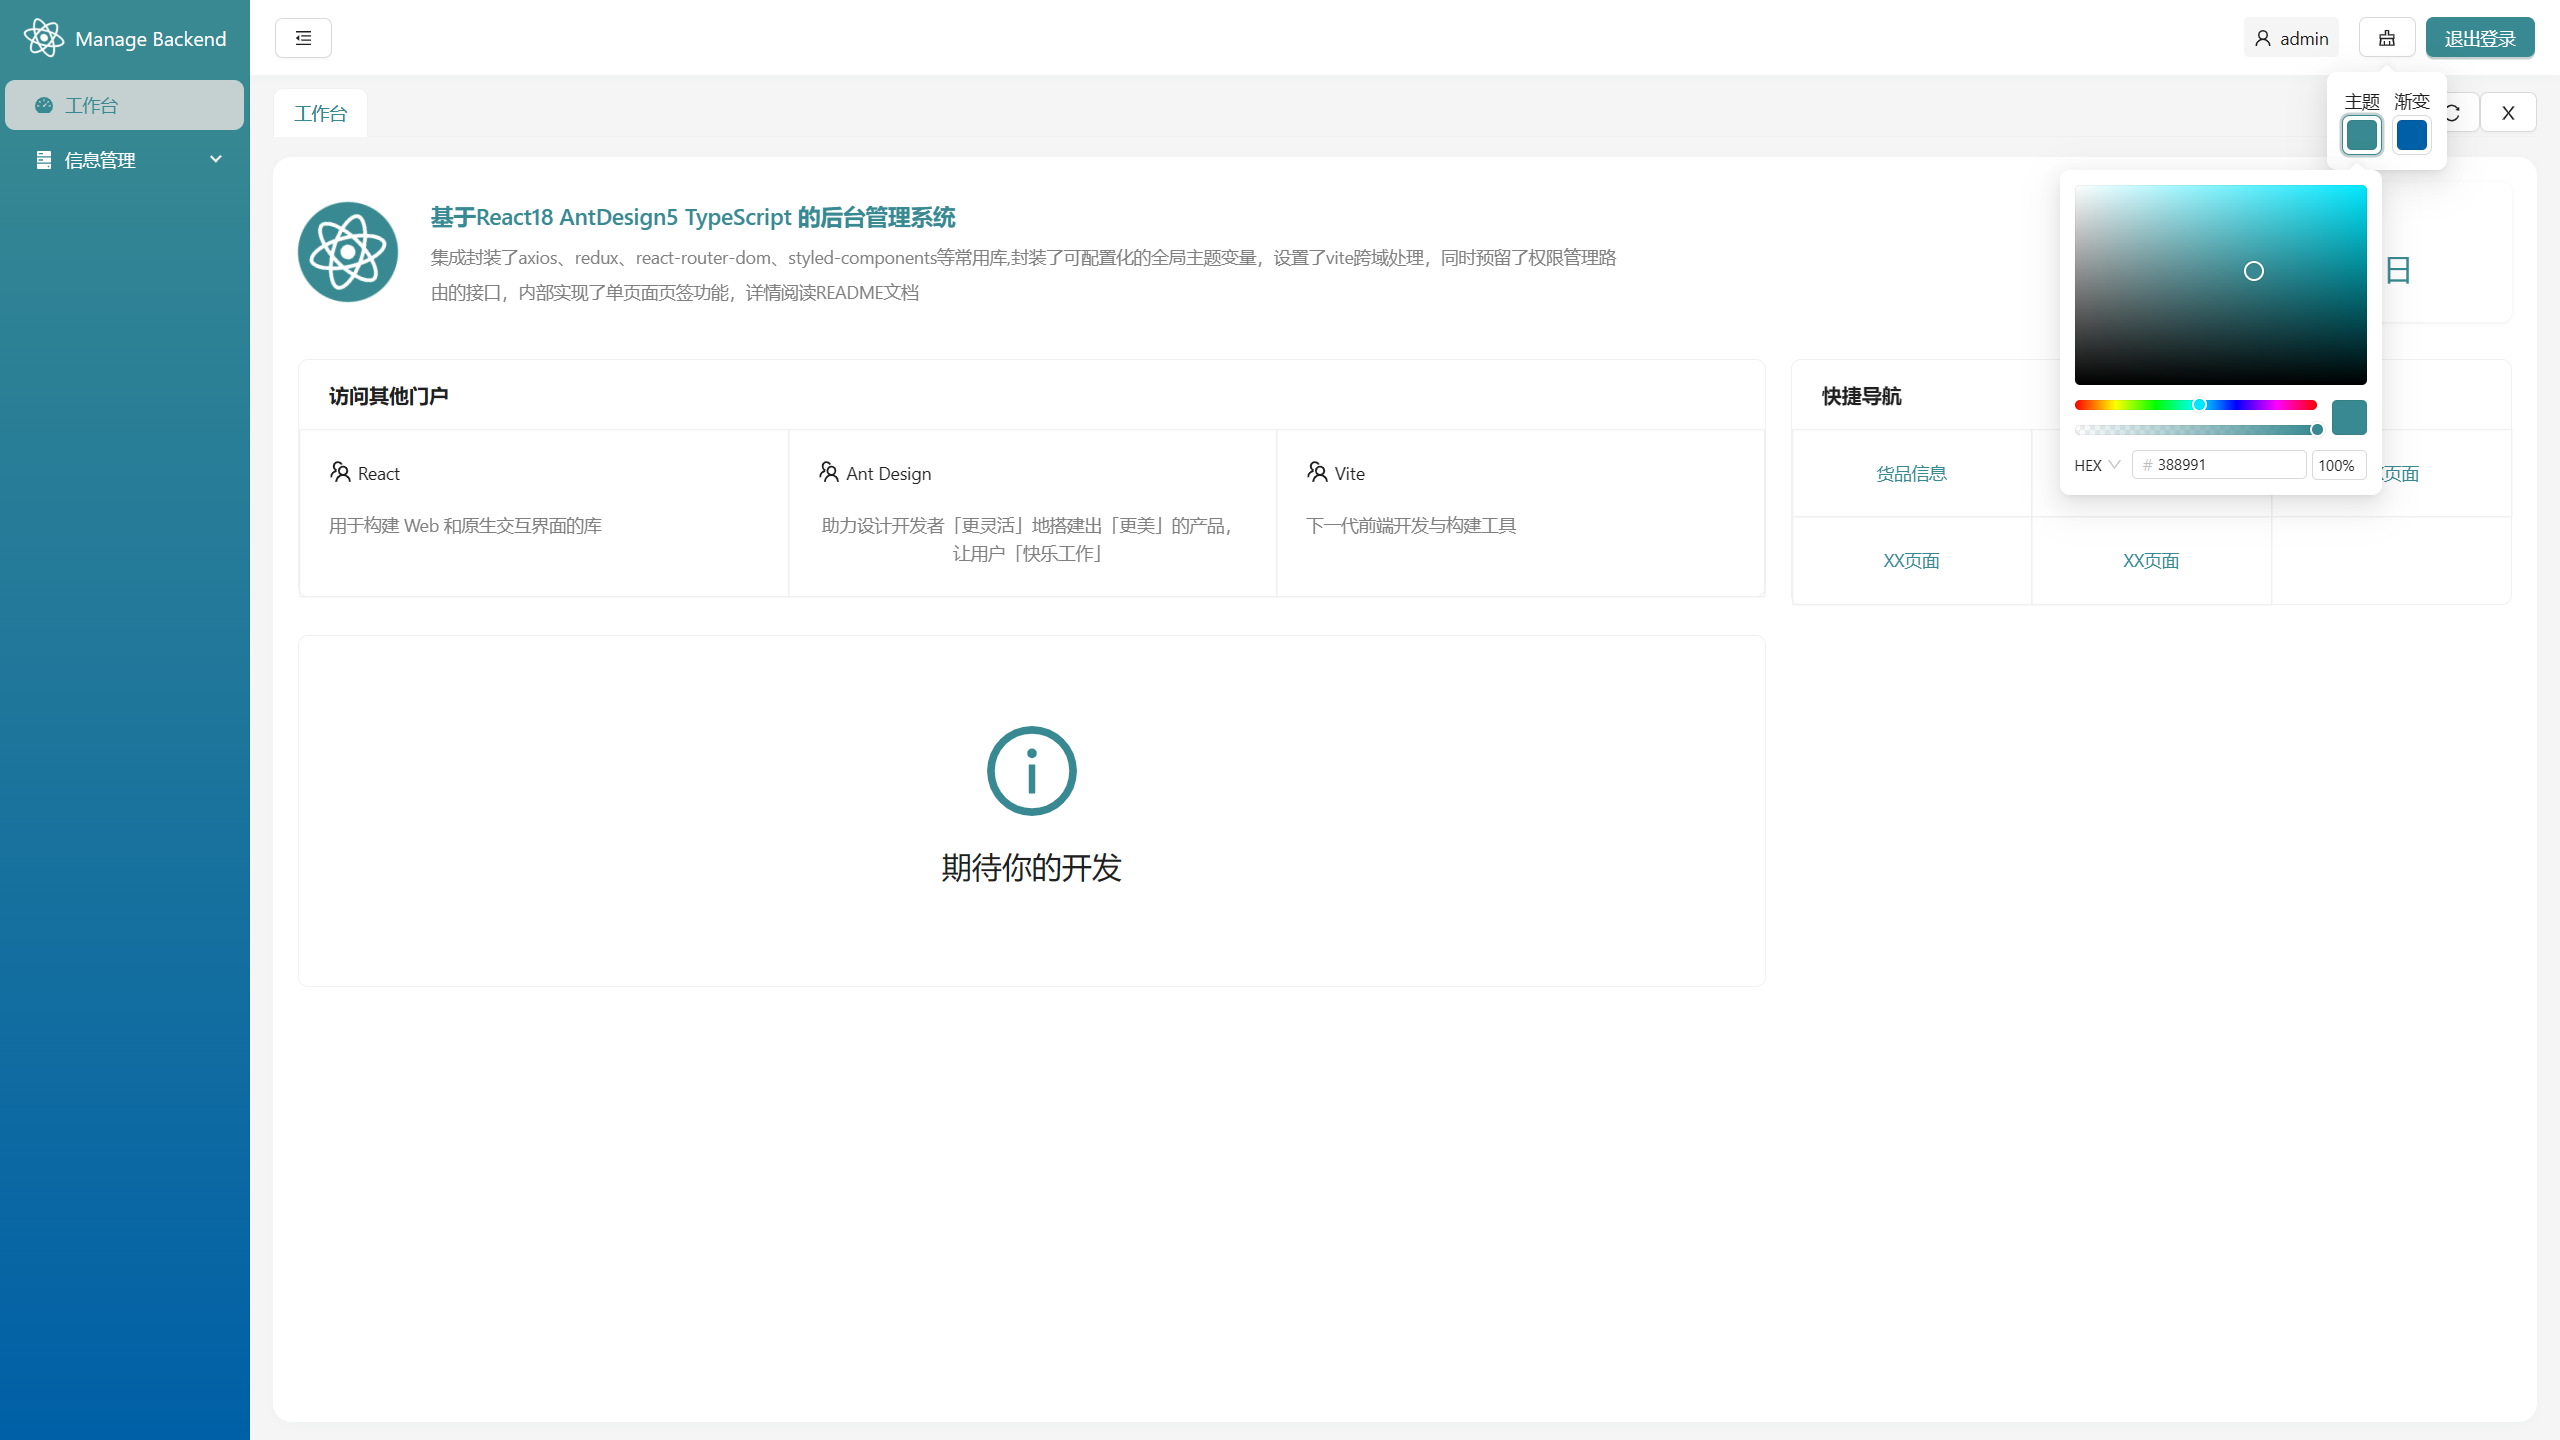 Manage Backend
admin
退出登录
工作台
信息管理
工作台
X
主题 渐变
基于React18 AntDesign5 TypeScript 的后台管理系统
集成封装了axios、redux、react-router-dom、styled-components等常用库,封装了可配置化的全局主题变量，设置了vite跨域处理，同时预留了权限管理路
由的接口，内部实现了单页面页签功能，详情阅读README文档
日
HEX
# 388991
100%
访问其他门户
React
用于构建 Web 和原生交互界面的库
Ant Design
助力设计开发者「更灵活」地搭建出「更美」的产品，
让用户「快乐工作」
Vite
下一代前端开发与构建工具
快捷导航
货品信息
页面
XX页面
XX页面
期待你的开发